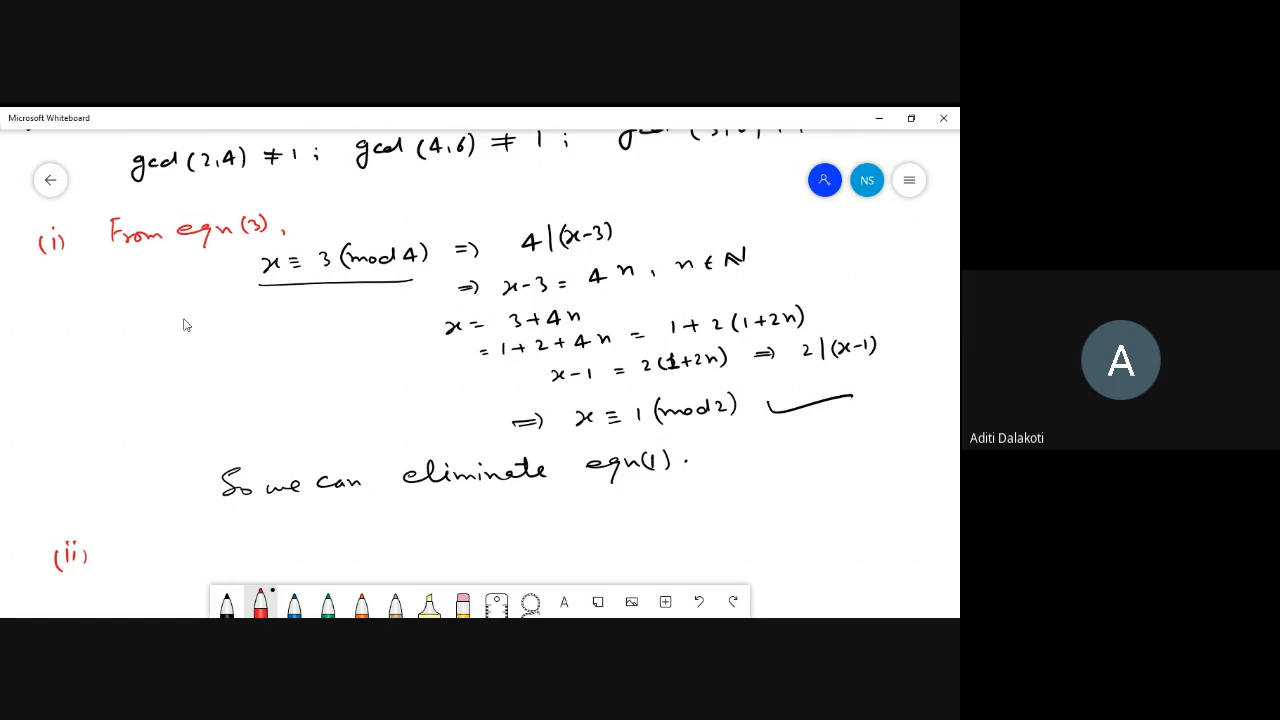 Microsoft Whiteboard
gcd (2,4) ≠ 1 ; gcd (4,6) ≠ 1 ;
NS
(i) From eqn (3),
x ≡ 3 (mod 4) => 4 | (x-3)
=> x-3 = 4 n , n ∈ N
x = 3+4n
= 1+2+4n = 1+2(1+2n)
x-1 = 2(1+2n) => 2 | (x-1)
=> x ≡ 1 (mod 2)
So we can eliminate eqn(1).
(ii)
A
A
Aditi Dalakoti